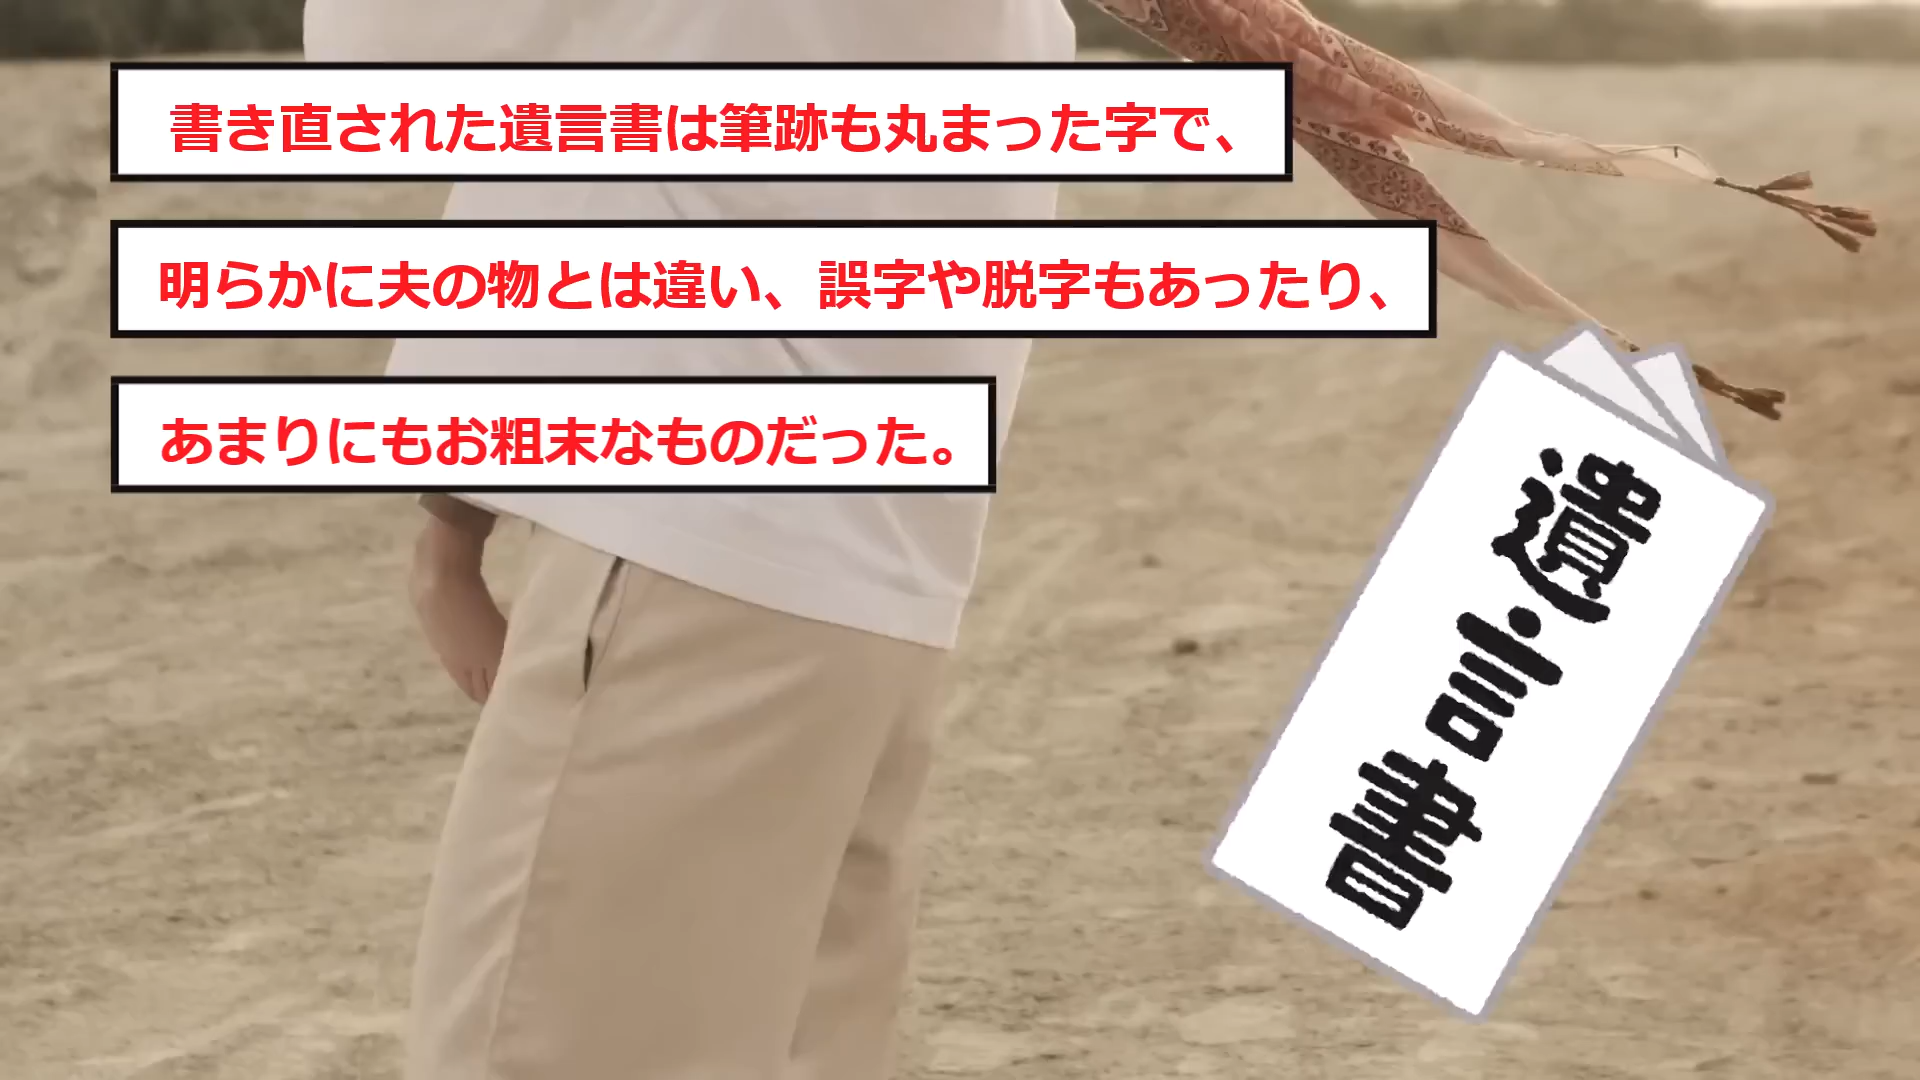 書き直された遺言書は筆跡も丸まった字で、
明らかに夫の物とは違い、誤字や脱字もあったり、
あまりにもお粗末なものだった。
遺言書